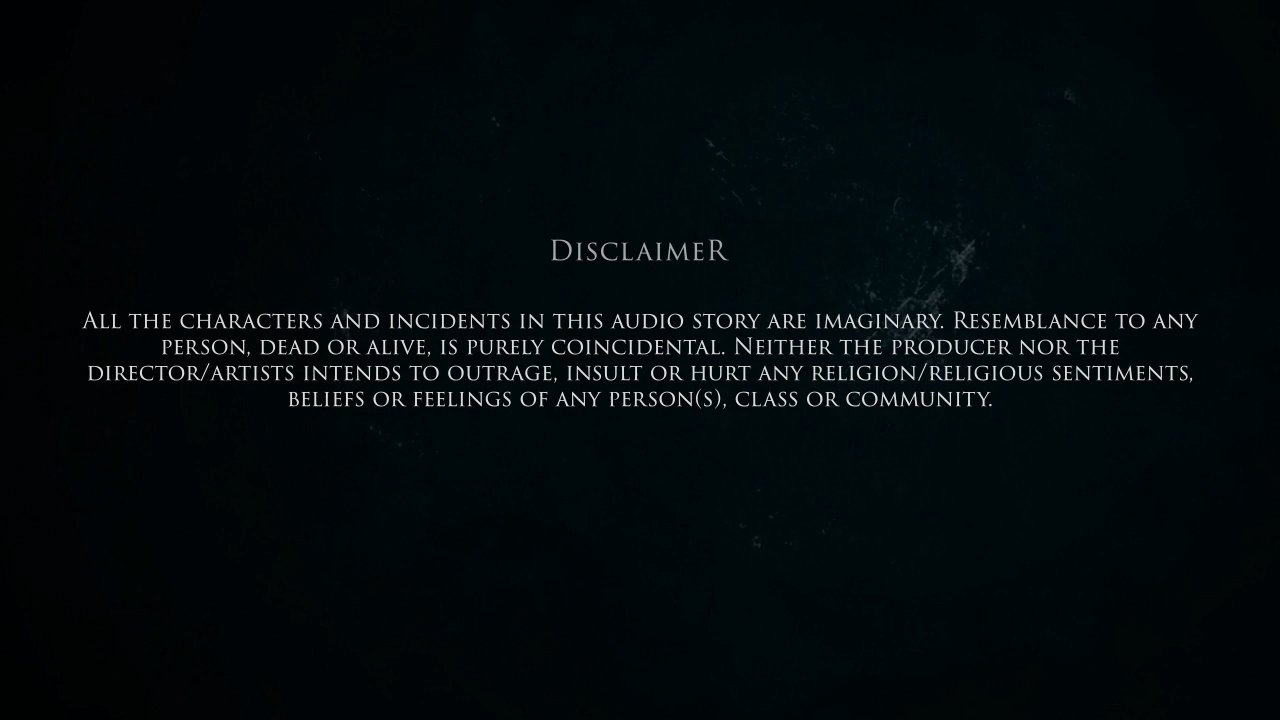 DisclaimeR
All the characters and incidents in this audio story are imaginary. Resemblance to any
person, dead or alive, is purely coincidental. Neither the producer nor the
director/artists intends to outrage, insult or hurt any religion/religious sentiments,
beliefs or feelings of any person(s), class or community.